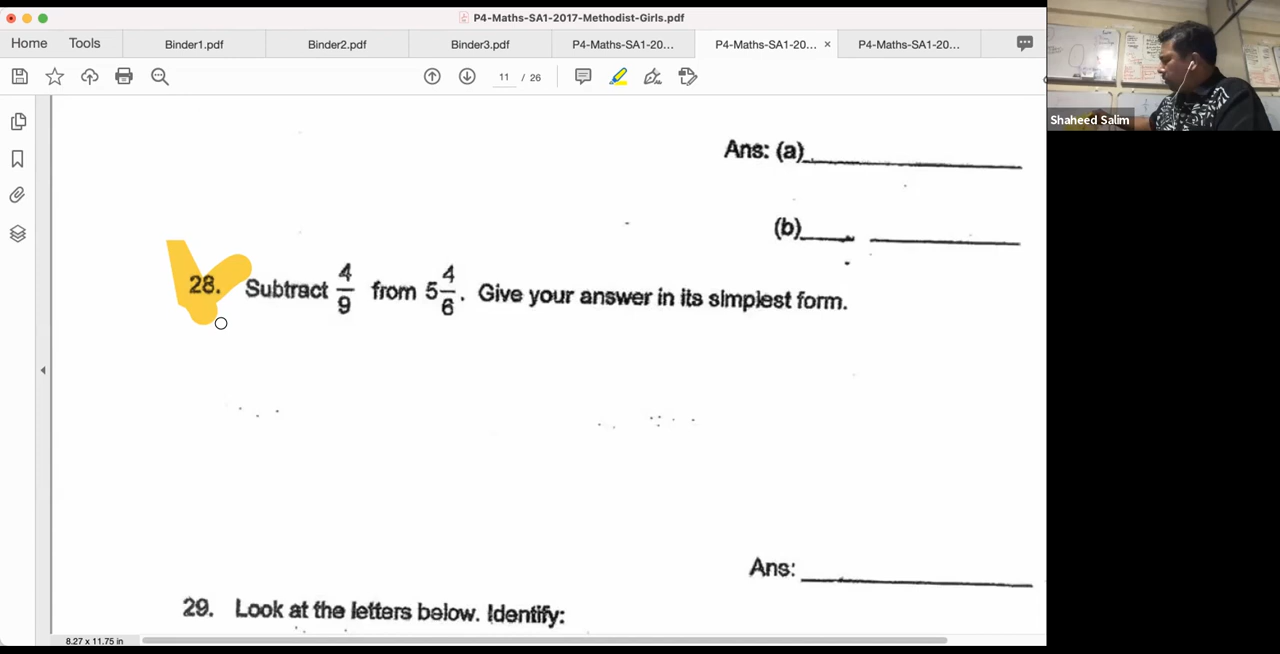 P4-Maths-SA1-2017-Methodist-Girls.pdf
Home Tools Binder1.pdf Binder2.pdf Binder3.pdf P4-Maths-SA1-20... P4-Maths-SA1-20... × P4-Maths-SA1-20...
11 / 26
Shaheed Salim
Ans: (a)
(b)
28. Subtract 4/9 from 5 4/6. Give your answer in its simplest form.
Ans:
29. Look at the letters below. Identify:
8.27 x 11.75 in